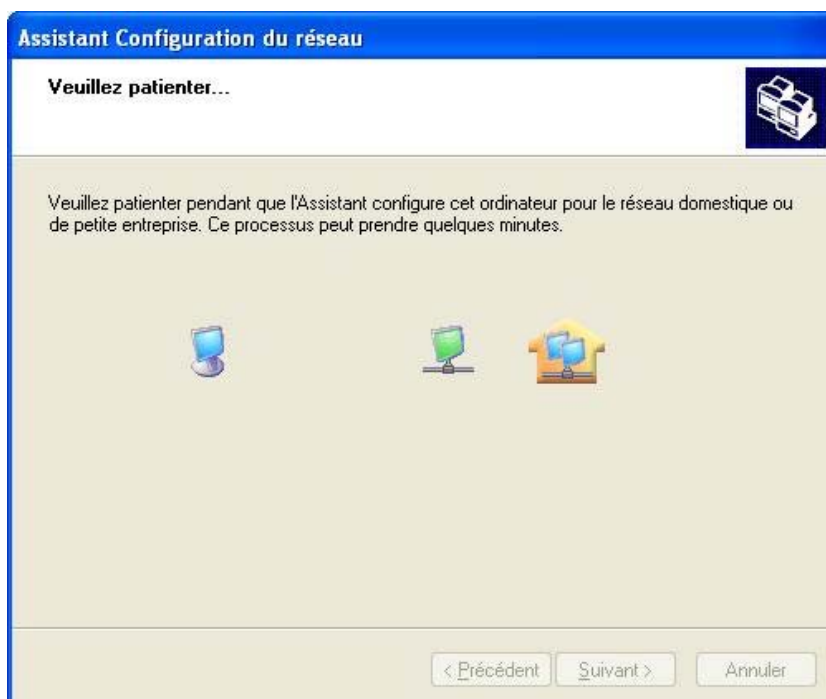 Assistant Configuration du réseau
Veuillez patienter...
Veuillez patienter pendant que l'Assistant configure cet ordinateur pour le réseau domestique ou
de petite entreprise. Ce processus peut prendre quelques minutes.
< Précédent Suivant > Annuler